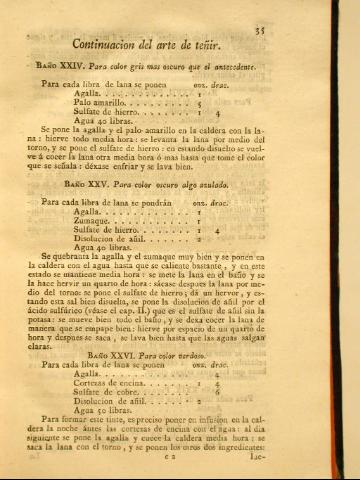 35
Continuacion del arte de teñir.
BAÑO XXIV. Para color gris mas oscuro que el antecedente.
Para cada libra de lana se ponen onz. drac.
Agalla. . . . . . . . . . . . . 1
Palo amarillo. . . . . . . . . 5
Sulfate de hierro. . . . . . . 1 4
Agua 40 libras.
Se pone la agalla y el palo amarillo en la caldera con la la-
na: hierve todo media hora: se levanta la lana por medio del
torno, y se pone el sulfate de hierro: en estando disuelto se vuel-
ve á cocer la lana otra media hora ó mas hasta que tome el color
que se señala: déxase enfriar y se lava bien.
BAÑO XXV. Para color oscuro algo azulado.
Para cada libra de lana se pondrán onz. drac.
Agalla. . . . . . . . . . . . . 1
Zumaque. . . . . . . . . . . 1
Sulfate de hierro. . . . . . . 1 4
Disolucion de añil. . . . . . 2
Agua 40 libras.
Se quebranta la agalla y el zumaque muy bien y se ponen en
la caldera con el agua hasta que se caliente bastante, y en este
estado se mantiene media hora: se mete la lana en el baño y se
la hace hervir un quarto de hora: sácase despues la lana por me-
dio del torno: se pone el sulfate de hierro; dá un hervor, y es-
tando esta sal bien disuelta, se pone la disolucion de añil por el
ácido sulfúrico (véase el cap. II.) que es el sulfate de añil sin la
potasa: se mueve bien todo el baño, y se dexa cocer la lana de
manera que se empape bien: hierve por espacio de un quarto de
hora y despues se saca, se lava bien hasta que las aguas salgan
claras.
BAÑO XXVI. Para color verdoso.
Para cada libra de lana se ponen onz. drac.
Agalla. . . . . . . . . . . . . 4
Cortezas de encina. . . . . . 1 4
Sulfate de cobre. . . . . . . 6
Disolucion de añil. . . . . . 2
Agua 50 libras.
Para formar este tinte, es preciso poner en infusion en la cal-
dera la noche ántes las cortezas de encina con el agua: al dia
siguiente se pone la agalla y cuece la caldera media hora: se
saca la lana con el torno, y se ponen los otros dos ingredientes:
e 2 Lle-